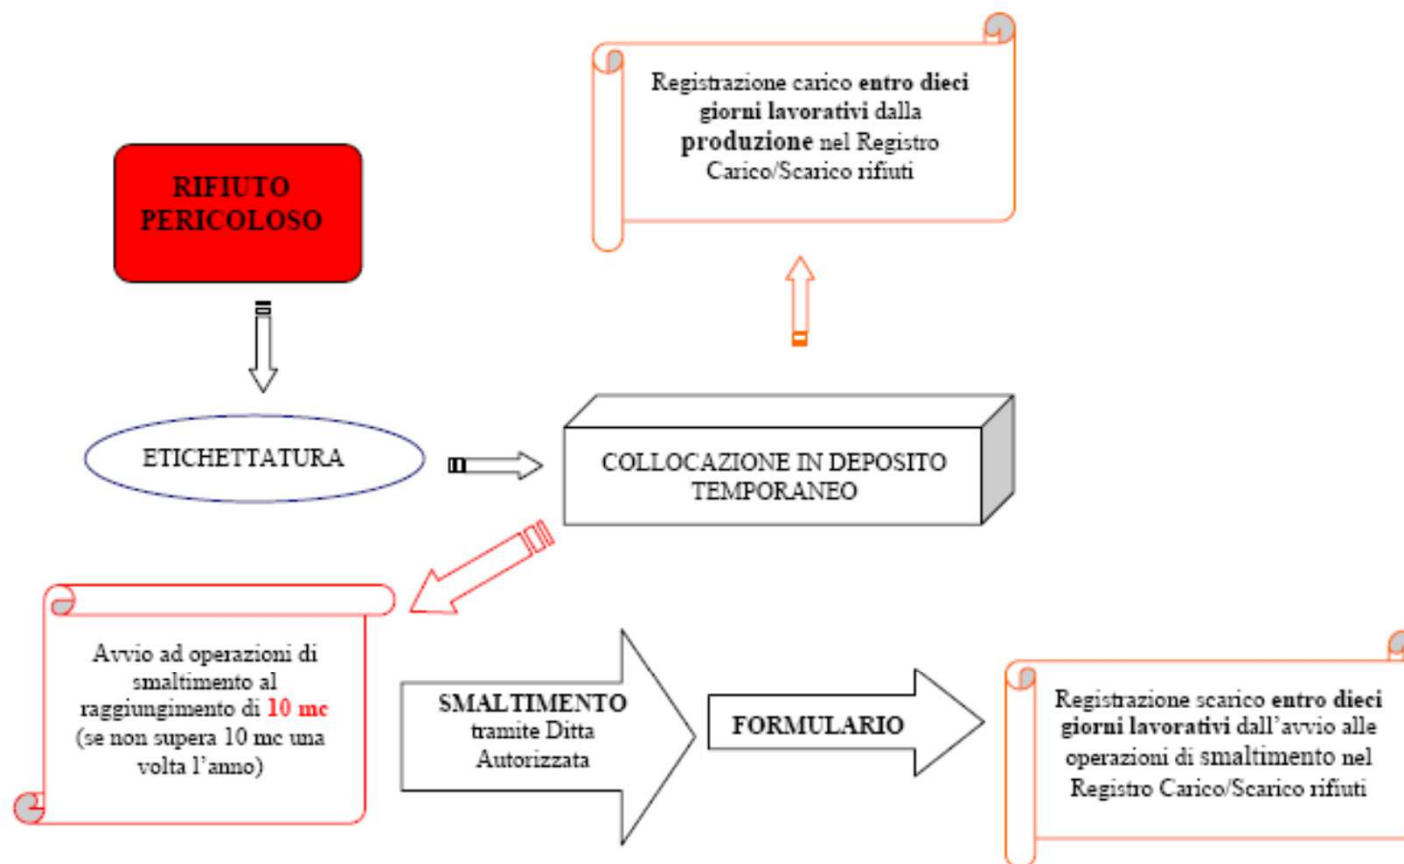 RIFIUTO
PERICOLOSO
Registrazione carico entro dieci
giorni lavorativi dalla
produzione nel Registro
Carico/Scarico rifiuti
ETICHETTATURA
COLLOCAZIONE IN DEPOSITO
TEMPORANEO
Avvio ad operazioni di
smaltimento al
raggiungimento di 10 mc
(se non supera 10 mc una
volta l'anno)
SMALTIMENTO
tramite Ditta
Autorizzata
FORMULARIO
Registrazione scarico entro dieci
giorni lavorativi dall'avvio alle
operazioni di smaltimento nel
Registro Carico/Scarico rifiuti